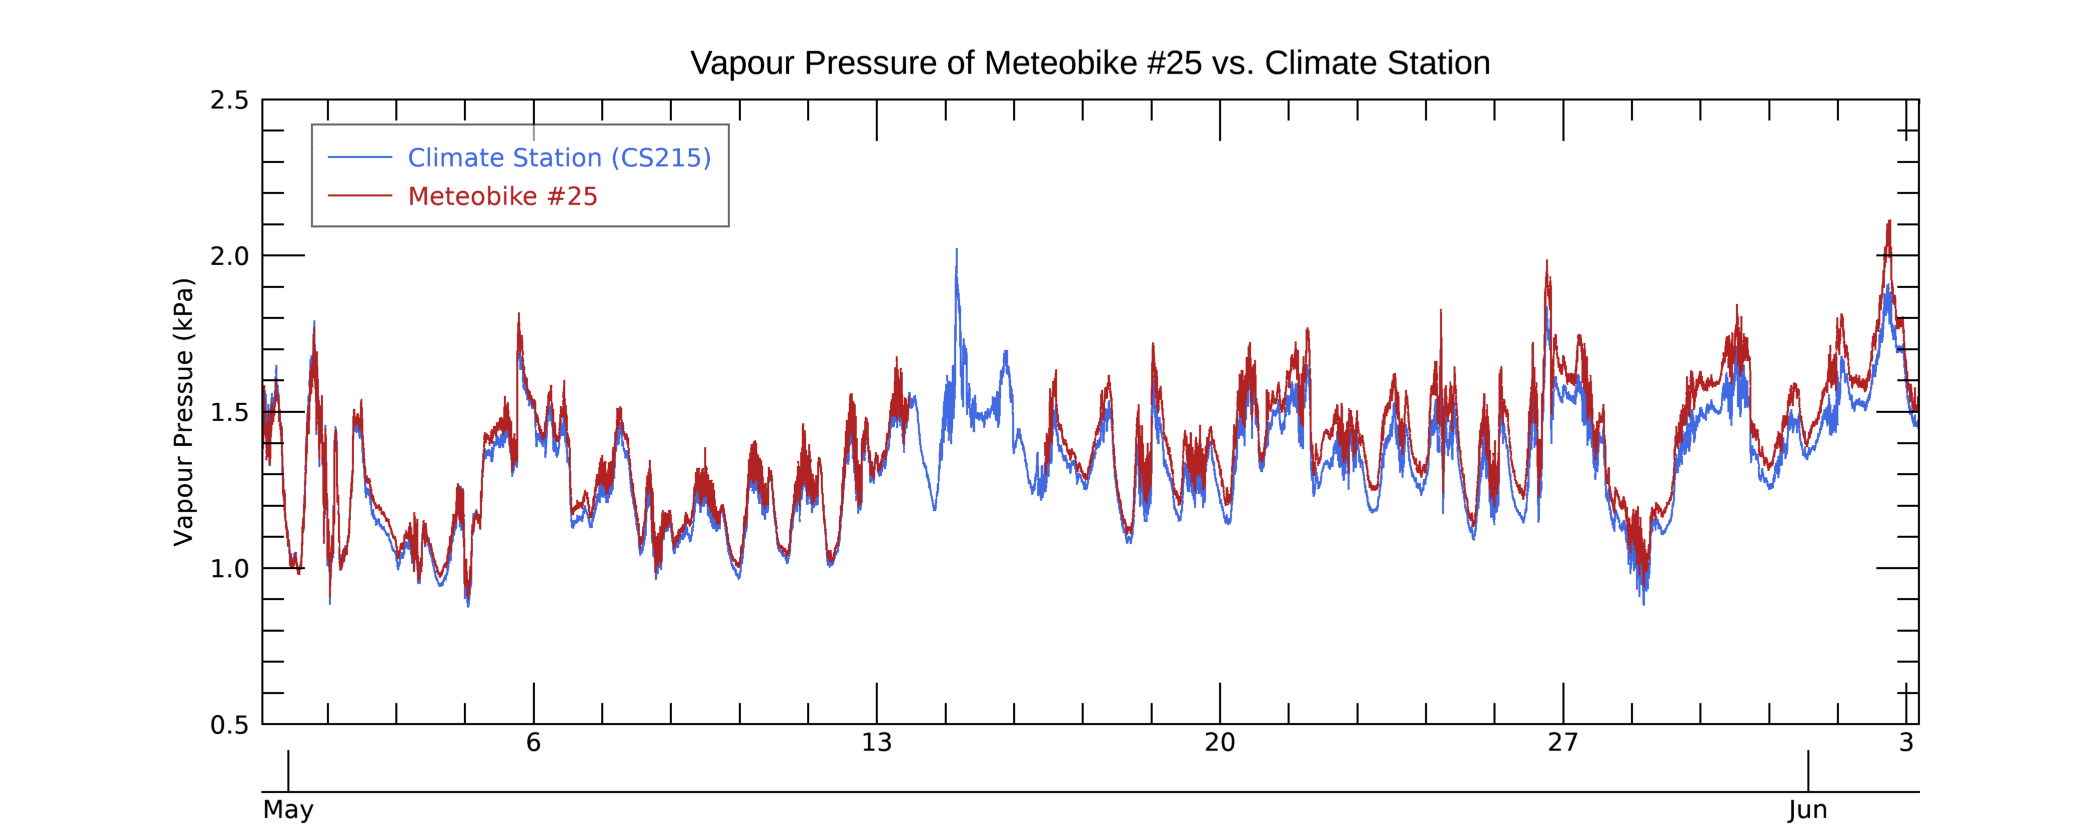 Vapour Pressure of Meteobike #25 vs. Climate Station
2.5
2.0
1.5
1.0
0.5
Vapour Pressue (kPa)
Climate Station (CS215)
Meteobike #25
6 13 20 27 3
May Jun